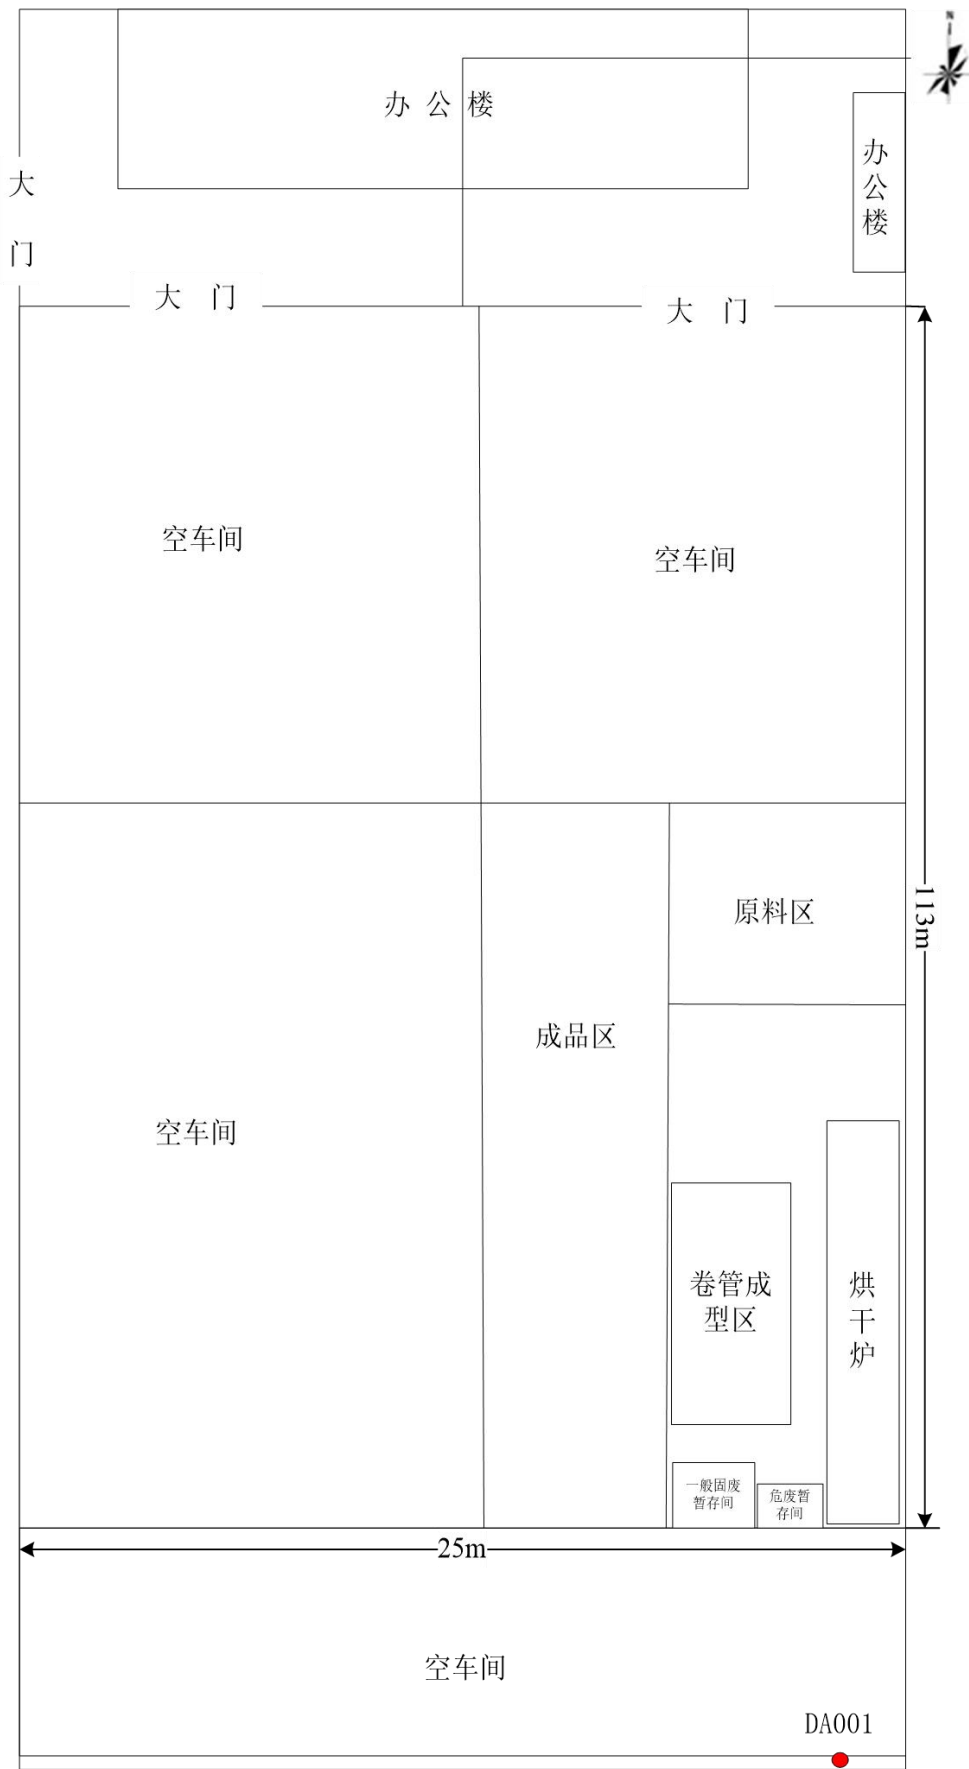 N
办公楼
办
公
楼
大
门
大 门
大 门
空车间
空车间
113m
原料区
成品区
空车间
卷管成
型区
烘
干
炉
一般固废
暂存间
危废暂
存间
25m
空车间
DA001